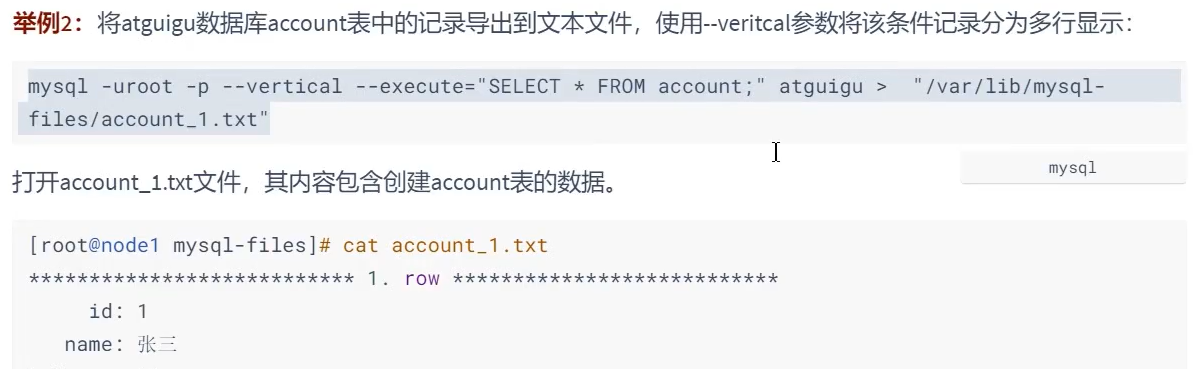 举例2：将atguigu数据库account表中的记录导出到文本文件，使用--veritcal参数将该条件记录分为多行显示：
mysql -uroot -p --vertical --execute="SELECT * FROM account;" atguigu >  "/var/lib/mysql-
files/account_1.txt"
打开account_1.txt文件，其内容包含创建account表的数据。
mysql
[root@node1 mysql-files]# cat account_1.txt
*************************** 1. row ***************************
id: 1
name: 张三